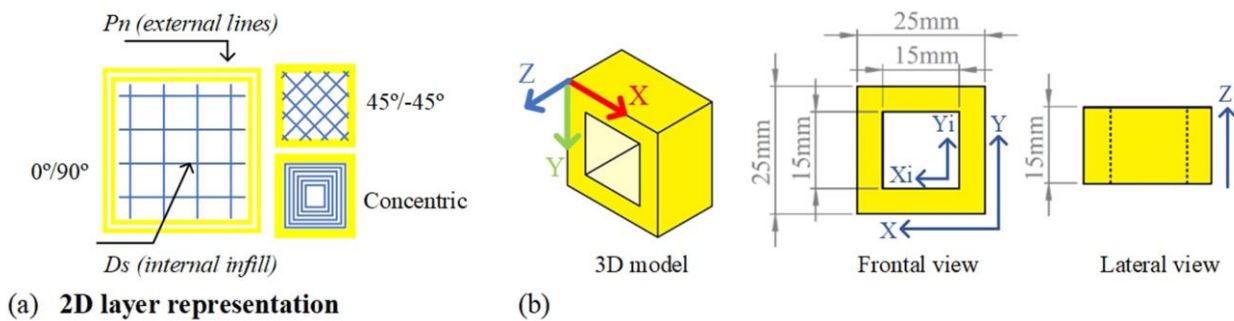 Pn (external lines)
45º/-45º
0º/90º
Concentric
Ds (internal infill)
(a) 2D layer representation
Z
X
Y
3D model
25mm
15mm
25mm
15mm
Yi
Y
Xi
X
Frontal view
15mm
Z
Lateral view
(b)